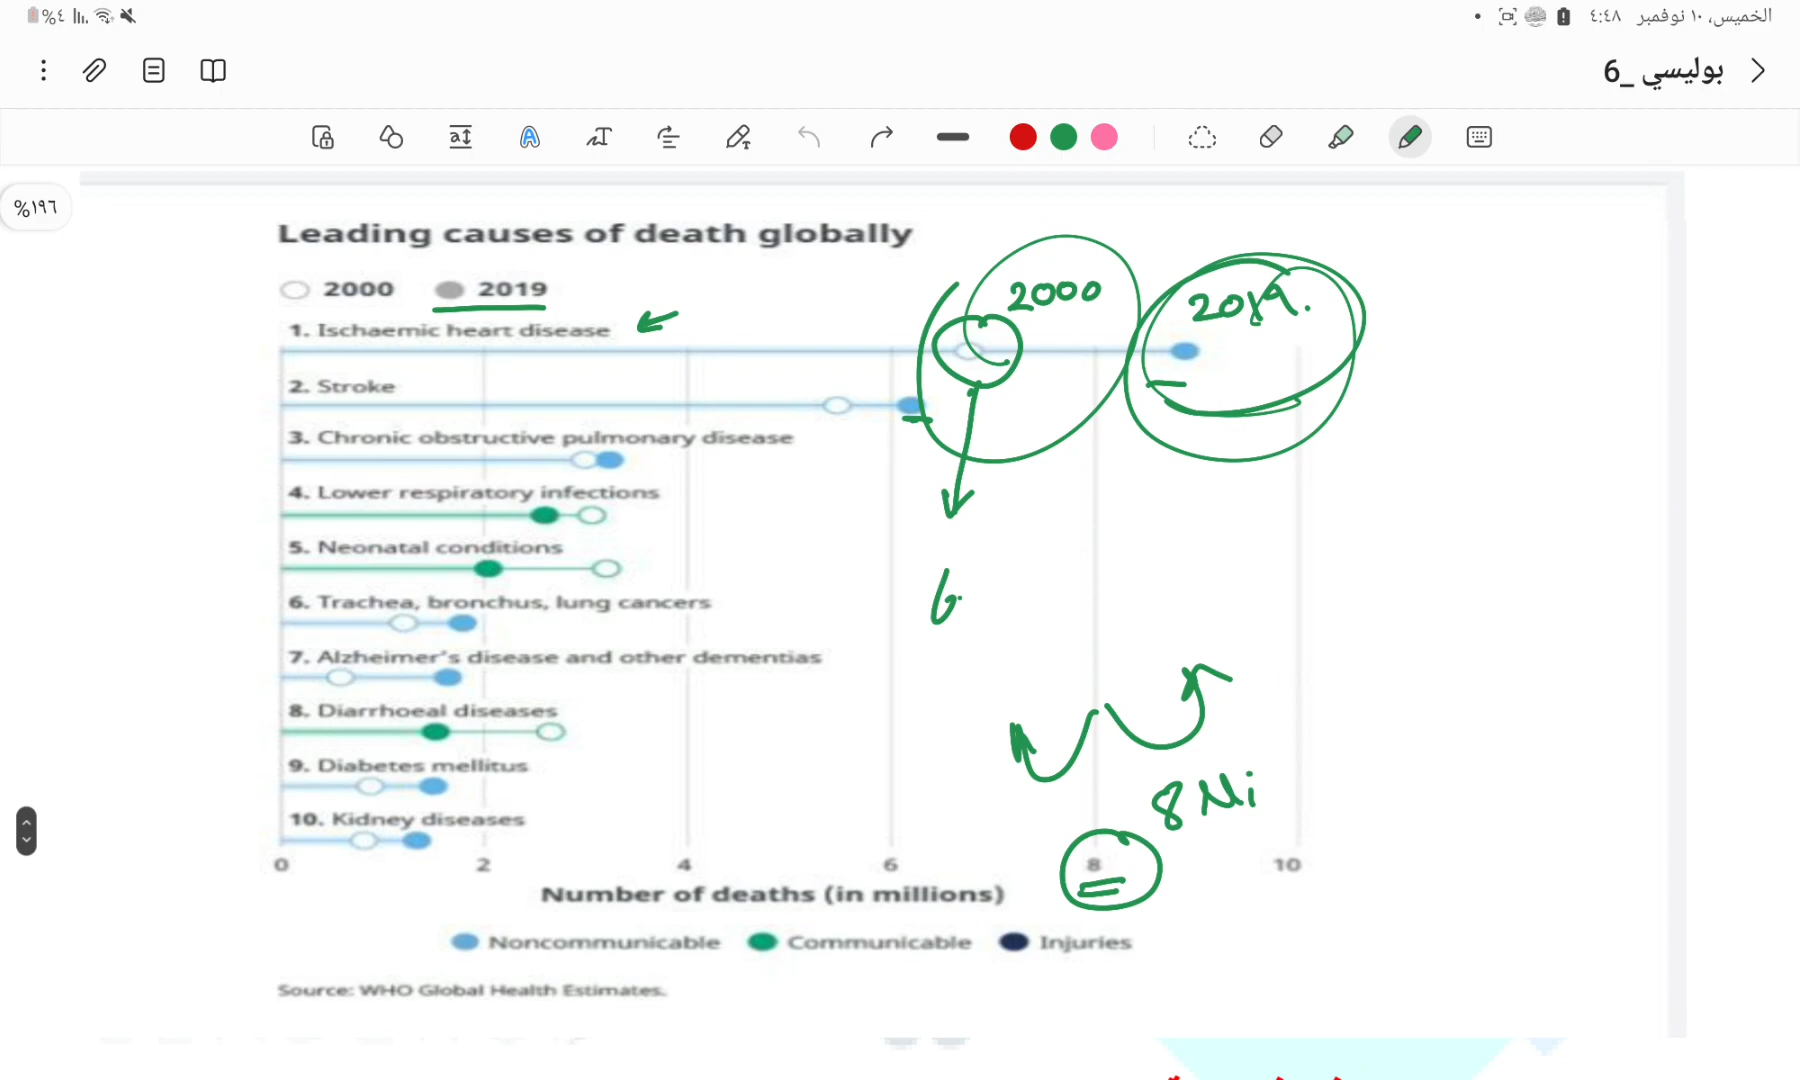 %٤
٤:٤٨ الخميس، ١٠ نوفمبر
بوليسي _6
%١٩٦
Leading causes of death globally
2000 2019
2000
2019.
1. Ischaemic heart disease
2. Stroke
3. Chronic obstructive pulmonary disease
4. Lower respiratory infections
5. Neonatal conditions
6. Trachea, bronchus, lung cancers
6
7. Alzheimer's disease and other dementias
8. Diarrhoeal diseases
9. Diabetes mellitus
8 Mi
10. Kidney diseases
0 2 4 6 8 10
Number of deaths (in millions)
Noncommunicable Communicable Injuries
Source: WHO Global Health Estimates.